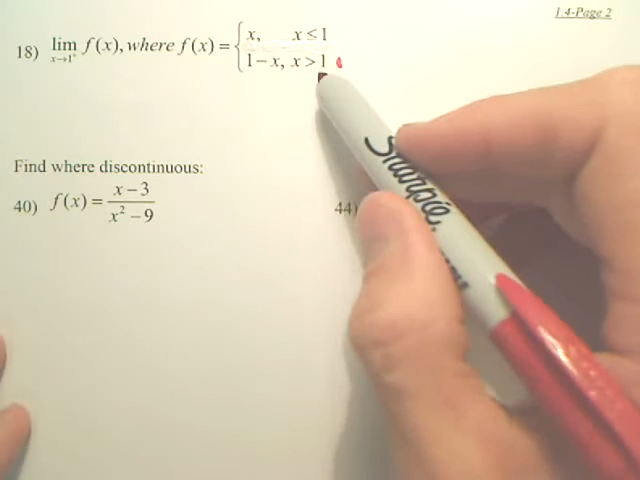 1.4-Page 2
18) lim x→1⁺ f(x), where f(x) = { x, x ≤ 1
1−x, x > 1
Find where discontinuous:
40) f(x) = (x − 3)/(x² − 9)
44)
Sharpie